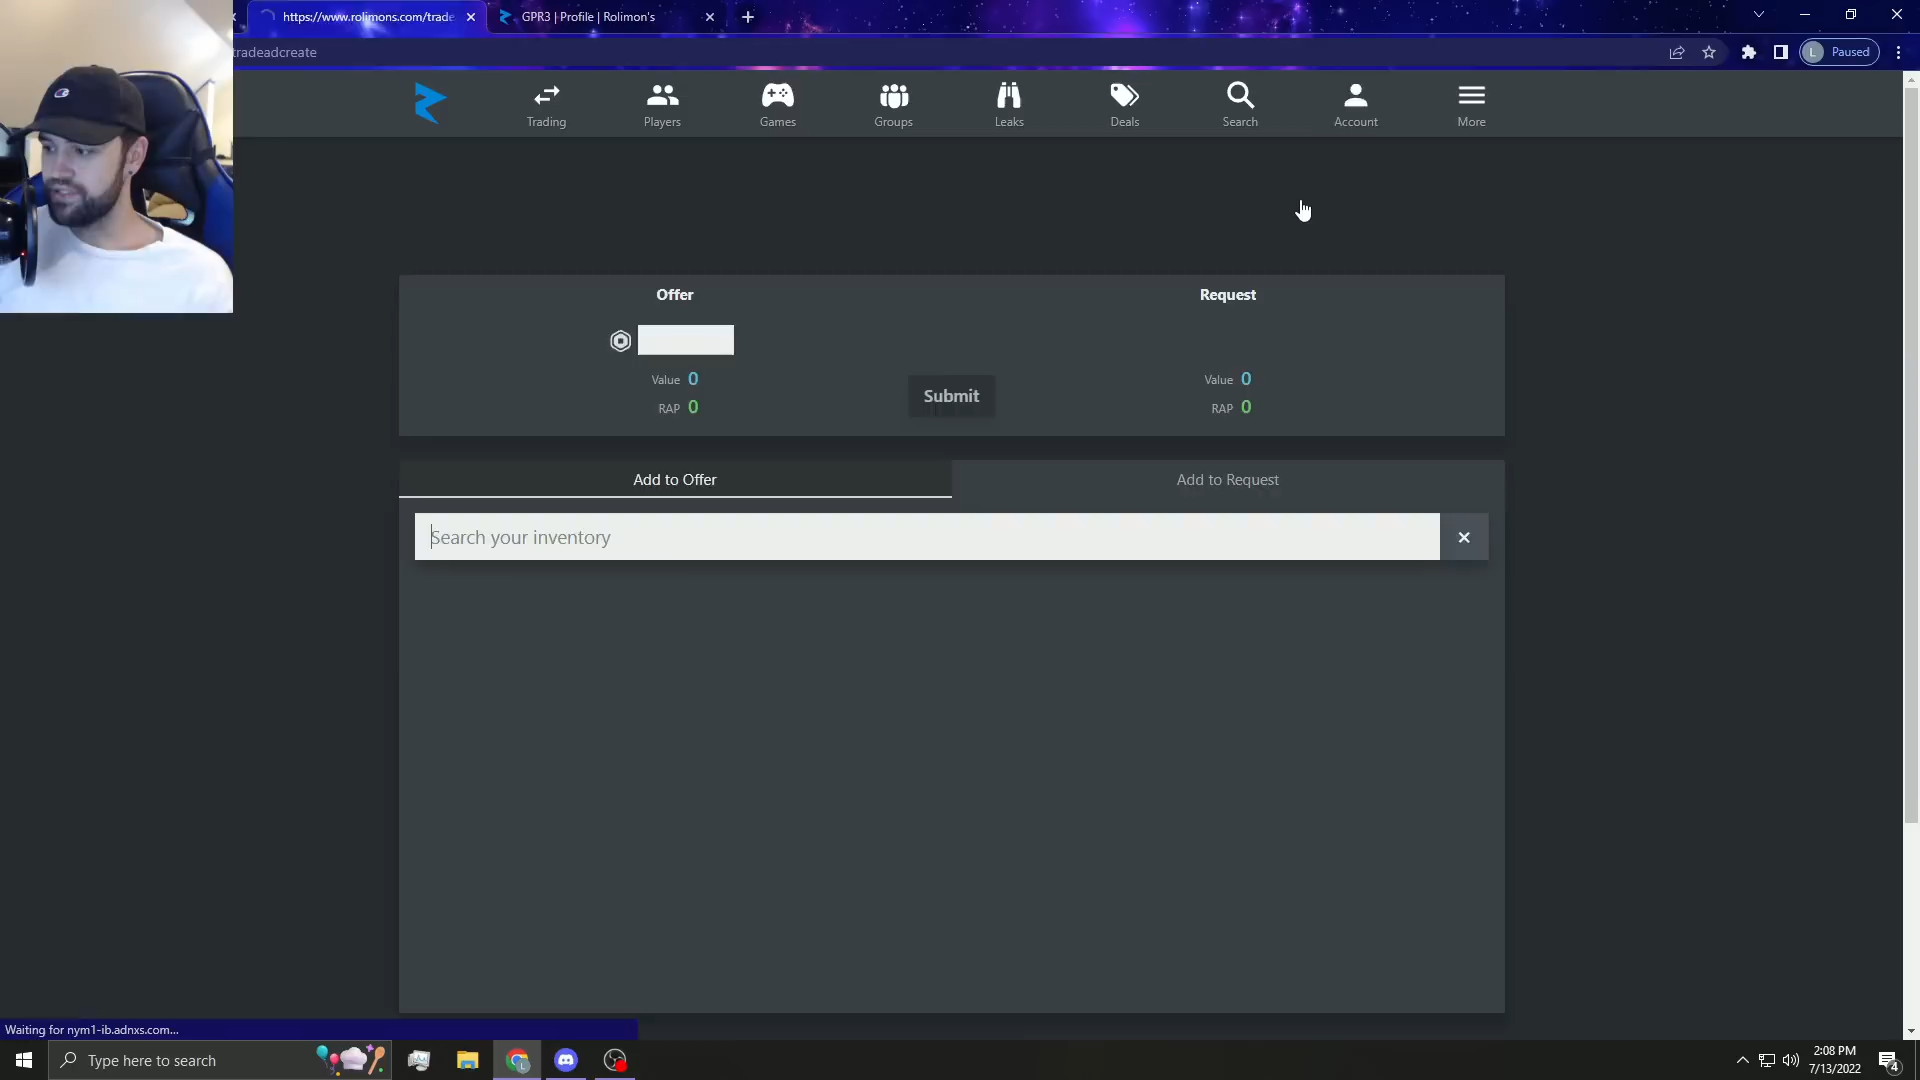 https://www.rolimons.com/trade
GPR3 | Profile | Rolimon's
tradeadcreate
L Paused
Trading
Players
Games
Groups
Leaks
Deals
Search
Account
More
Offer
Request
Value 0
RAP 0
Submit
Value 0
RAP 0
Add to Offer
Add to Request
Search your inventory
Waiting for nym1-ib.adnxs.com...
Type here to search
L
2:08 PM
7/13/2022
4